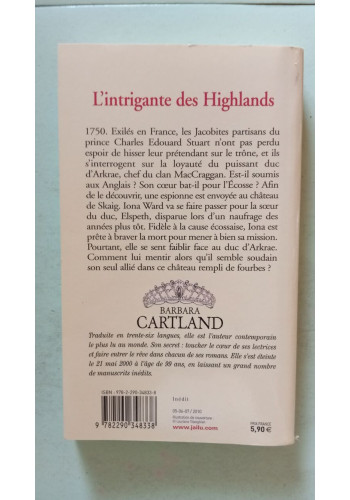 L'intrigante des Highlands
1750. Exilés en France, les Jacobites partisans du
prince Charles Edouard Stuart n'ont pas perdu
espoir de hisser leur prétendant sur le trône, et ils
s'interrogent sur la loyauté du puissant duc
d'Arkrae, chef du clan MacCraggan. Est-il soumis
aux Anglais ? Son cœur bat-il pour l'Écosse ? Afin
de le découvrir, une espionne est envoyée au château
de Skaig. Iona Ward va se faire passer pour la sœur
du duc, Elspeth, disparue lors d'un naufrage des
années plus tôt. Fidèle à la cause écossaise, Iona est
prête à braver la mort pour mener à bien sa mission.
Pourtant, elle se sent faiblir face au duc d'Arkrae.
Comment lui mentir alors qu'il semble soudain
son seul allié dans ce château rempli de fourbes ?
BARBARA
CARTLAND
Traduite en trente-six langues, elle est l'auteur contemporain
le plus lu au monde. Son secret : toucher le cœur de ses lectrices
et faire entrer le rêve dans chacun de ses romans. Elle s'est éteinte
le 21 mai 2000 à l'âge de 99 ans, en laissant un grand nombre
de manuscrits inédits.
Inédit
www.jailu.com
PRIX FRANCE
5,90 €
9 782290 348338